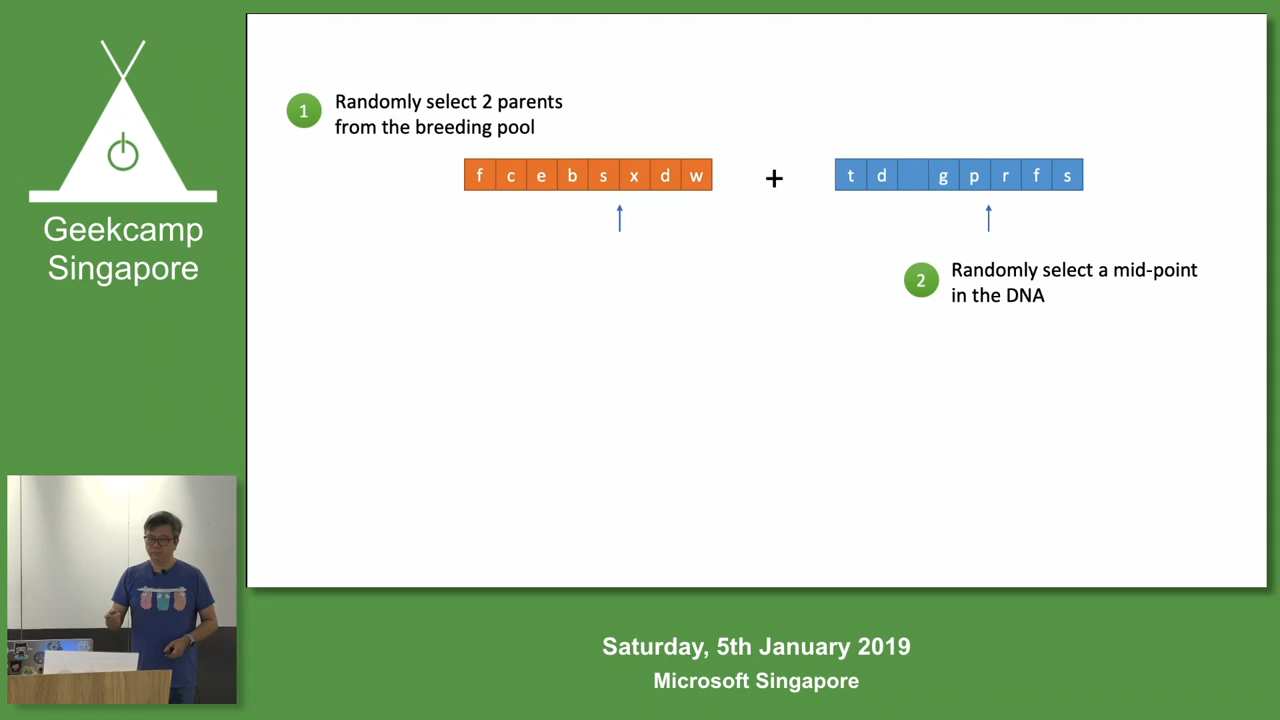 Geekcamp
Singapore
1
Randomly select 2 parents
from the breeding pool
f c e b s x d w + t d g p r f s
2
Randomly select a mid-point
in the DNA
Saturday, 5th January 2019
Microsoft Singapore